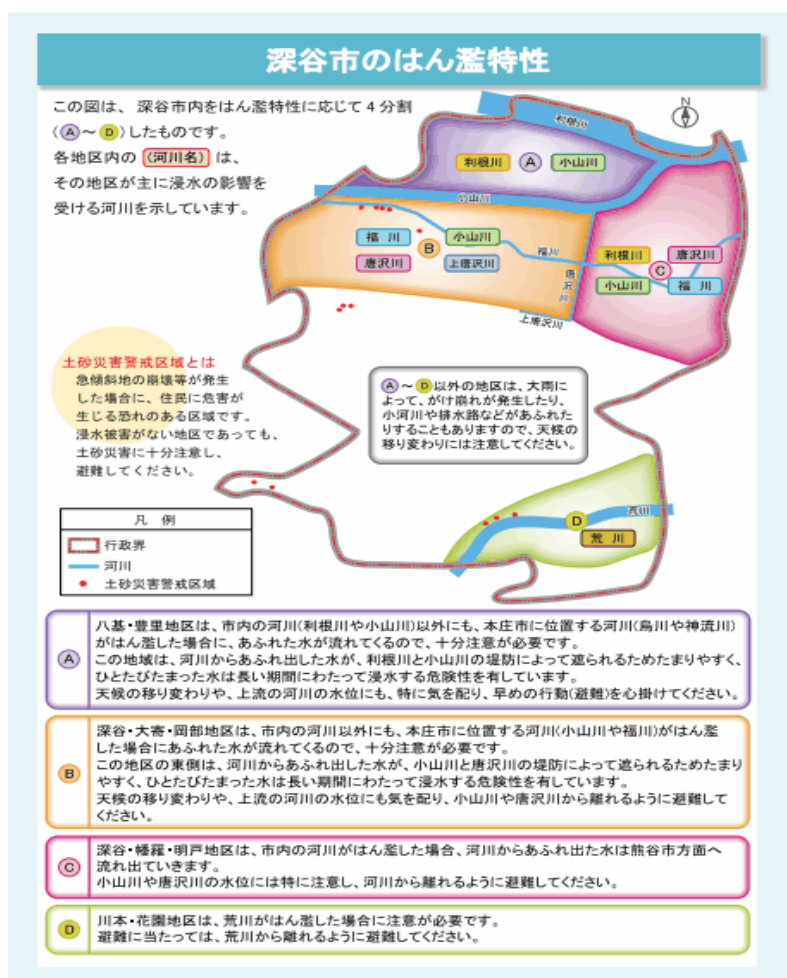 深谷市のはん濫特性
この図は、深谷市内をはん濫特性に応じて4分割
(A～D)したものです。
各地区内の(河川名)は、
その地区が主に浸水の影響を
受ける河川を示しています。
N
利根川
利根川 A 小山川
小山川
福川 小山川
B
唐沢川 上唐沢川
福川
唐沢川
上唐沢川
利根川 唐沢川
C
小山川 福川
土砂災害警戒区域とは
急傾斜地の崩壊等が発生
した場合に、住民に危害が
生じる恐れのある区域です。
浸水被害がない地区であっても、
土砂災害に十分注意し、
避難してください。
A～D以外の地区は、大雨に
よって、がけ崩れが発生したり、
小河川や排水路などがあふれた
りすることもありますので、天候の
移り変わりには注意してください。
荒川
D
荒川
凡例
行政界
河川
土砂災害警戒区域
A
八基・豊里地区は、市内の河川(利根川や小山川)以外にも、本庄市に位置する河川(烏川や神流川)
がはん濫した場合に、あふれた水が流れてくるので、十分注意が必要です。
この地域は、河川からあふれ出した水が、利根川と小山川の堤防によって遮られるためたまりやすく、
ひとたびたまった水は長い期間にわたって浸水する危険性を有しています。
天候の移り変わりや、上流の河川の水位にも、特に気を配り、早めの行動(避難)を心掛けてください。
B
深谷・大寄・岡部地区は、市内の河川以外にも、本庄市に位置する河川(小山川や福川)がはん濫
した場合にあふれた水が流れてくるので、十分注意が必要です。
この地区の東側は、河川からあふれ出した水が、小山川と唐沢川の堤防によって遮られるためたまり
やすく、ひとたびたまった水は長い期間にわたって浸水する危険性を有しています。
天候の移り変わりや、上流の河川の水位にも気を配り、小山川や唐沢川から離れるように避難して
ください。
C
深谷・幡羅・明戸地区は、市内の河川がはん濫した場合、河川からあふれ出た水は熊谷市方面へ
流れ出ていきます。
小山川や唐沢川の水位には特に注意し、河川から離れるように避難してください。
D
川本・花園地区は、荒川がはん濫した場合に注意が必要です。
避難に当たっては、荒川から離れるように避難してください。